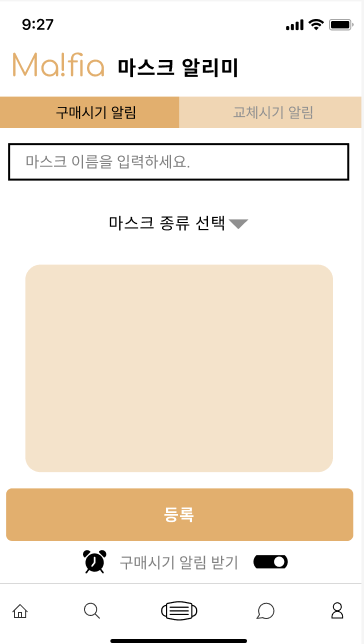 9:27
Ma!fia 마스크 알리미
구매시기 알림 교체시기 알림
마스크 이름을 입력하세요.
마스크 종류 선택
등록
구매시기 알림 받기